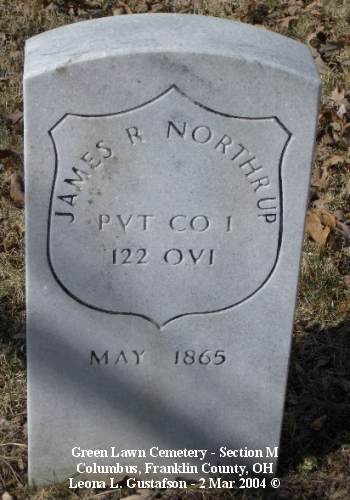 JAMES R NORTHRUP
PVT CO I
122 OVI
MAY 1865
Green Lawn Cemetery - Section M
Columbus, Franklin County, OH
Leona L. Gustafson - 2 Mar 2004 ©